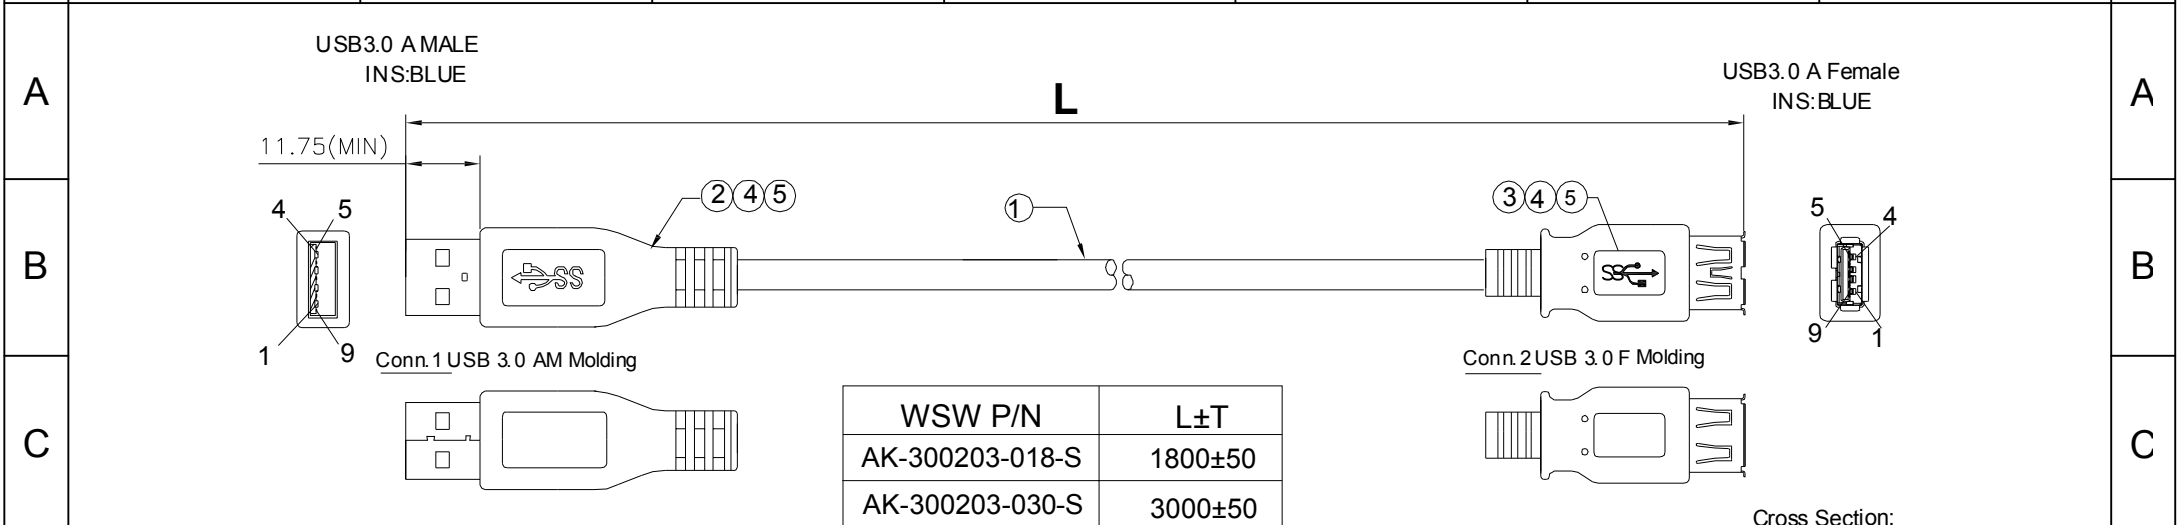 USB3.0 A MALE
INS:BLUE
USB3.0 A Female
INS:BLUE
A
L
A
11.75(MIN)
2 4 5
1
3 4 5
4 5
5 4
B
SS
SS
B
1 9
9 1
Conn.1 USB 3.0 AM Molding
Conn.2 USB 3.0 F Molding
C
WSW P/N L±T
AK-300203-018-S 1800±50
AK-300203-030-S 3000±50
C
Cross Section: